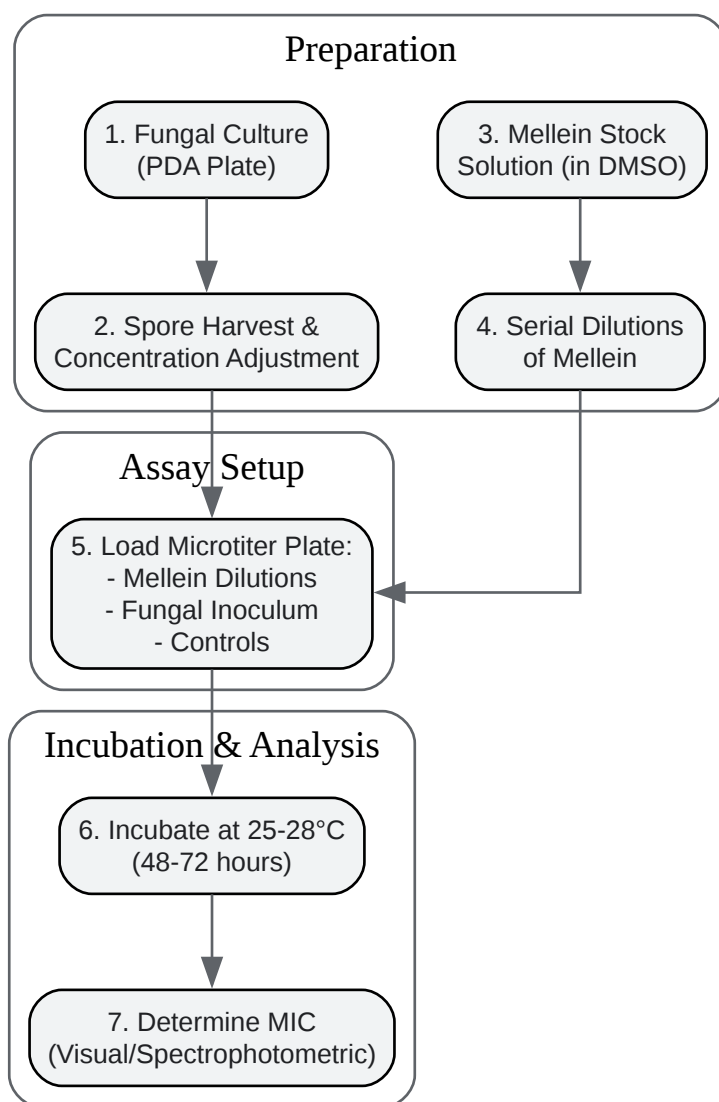 Preparation
1. Fungal Culture
(PDA Plate)
3. Mellein Stock
Solution (in DMSO)
2. Spore Harvest &
Concentration Adjustment
4. Serial Dilutions
of Mellein
Assay Setup
5. Load Microtiter Plate:
- Mellein Dilutions
- Fungal Inoculum
- Controls
Incubation & Analysis
6. Incubate at 25-28°C
(48-72 hours)
7. Determine MIC
(Visual/Spectrophotometric)